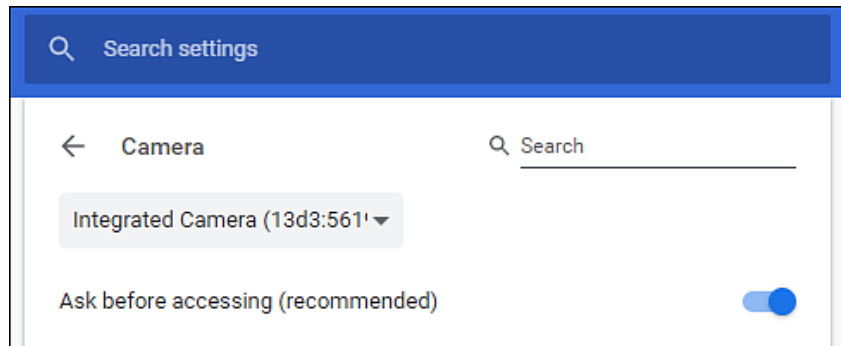 Search settings
Camera
Search
Integrated Camera (13d3:561
Ask before accessing (recommended)